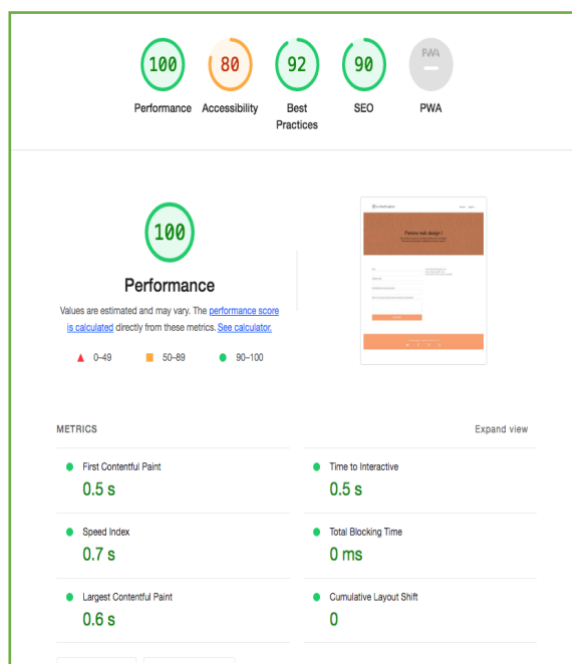 100
80
92
90
PWA
Performance
Accessibility
Best
Practices
SEO
PWA
100
Performance
Values are estimated and may vary. The performance score
is calculated directly from these metrics. See calculator.
0–49
50–89
90–100
METRICS
Expand view
First Contentful Paint
0.5 s
Time to Interactive
0.5 s
Speed Index
0.7 s
Total Blocking Time
0 ms
Largest Contentful Paint
0.6 s
Cumulative Layout Shift
0